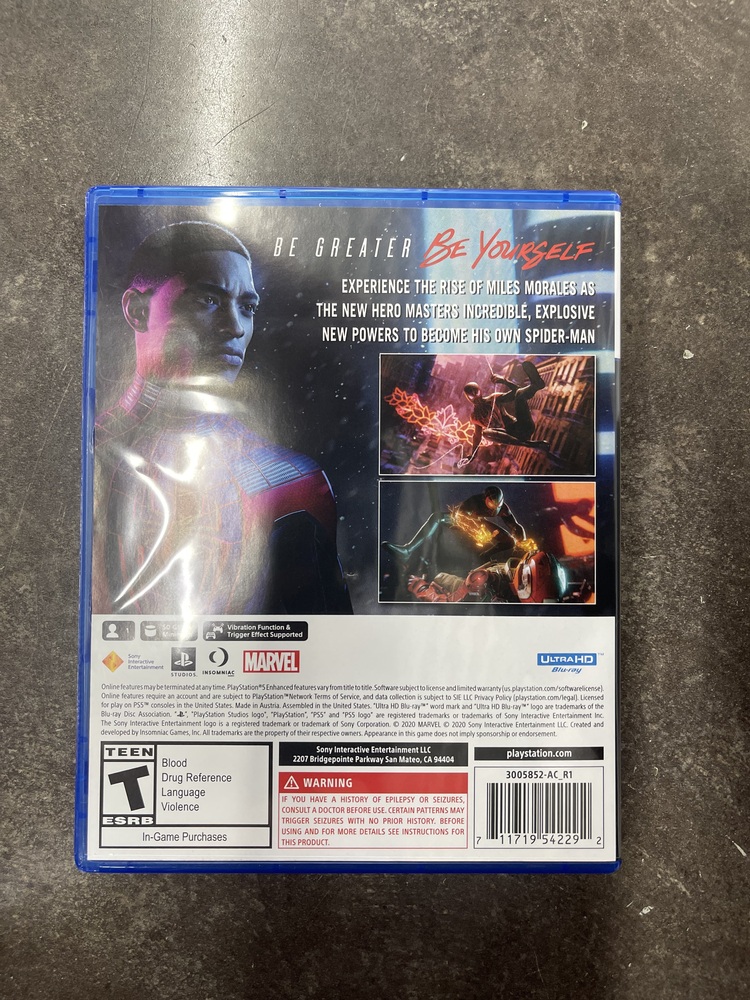 BE GREATER BE YOURSELF
EXPERIENCE THE RISE OF MILES MORALES AS
THE NEW HERO MASTERS INCREDIBLE, EXPLOSIVE
NEW POWERS TO BECOME HIS OWN SPIDER-MAN
1
Vibration Function &
Trigger Effect Supported
Sony
Interactive
Entertainment
STUDIOS
INSOMNIAC
GAMES
MARVEL
ULTRA HD
Blu-ray™
Online features may be terminated at any time. PlayStation®5 Enhanced features vary from title to title. Software subject to license and limited warranty (us.playstation.com/softwarelicense).
Online features require an account and are subject to PlayStation™Network Terms of Service, and data collection is subject to SIE LLC Privacy Policy (playstation.com/legal). Licensed
for play on PS5™ consoles in the United States. Made in Austria. Assembled in the United States. "Ultra HD Blu-ray™" word mark and "Ultra HD Blu-ray™" logo are trademarks of the
Blu-ray Disc Association. "PlayStation Studios logo", "PlayStation", "PS5" and "PS5 logo" are registered trademarks or trademarks of Sony Interactive Entertainment Inc.
The Sony Interactive Entertainment logo is a registered trademark or trademark of Sony Corporation. © 2020 MARVEL © 2020 Sony Interactive Entertainment LLC. Created and
developed by Insomniac Games, Inc. All trademarks are the property of their respective owners. Appearance in this game does not imply sponsorship or endorsement.
TEEN
T
ESRB
Blood
Drug Reference
Language
Violence
In-Game Purchases
Sony Interactive Entertainment LLC
2207 Bridgepointe Parkway San Mateo, CA 94404
WARNING
IF YOU HAVE A HISTORY OF EPILEPSY OR SEIZURES,
CONSULT A DOCTOR BEFORE USE. CERTAIN PATTERNS MAY
TRIGGER SEIZURES WITH NO PRIOR HISTORY. BEFORE
USING AND FOR MORE DETAILS SEE INSTRUCTIONS FOR
THIS PRODUCT.
playstation.com
3005852-AC_R1
7 11719 54229 2